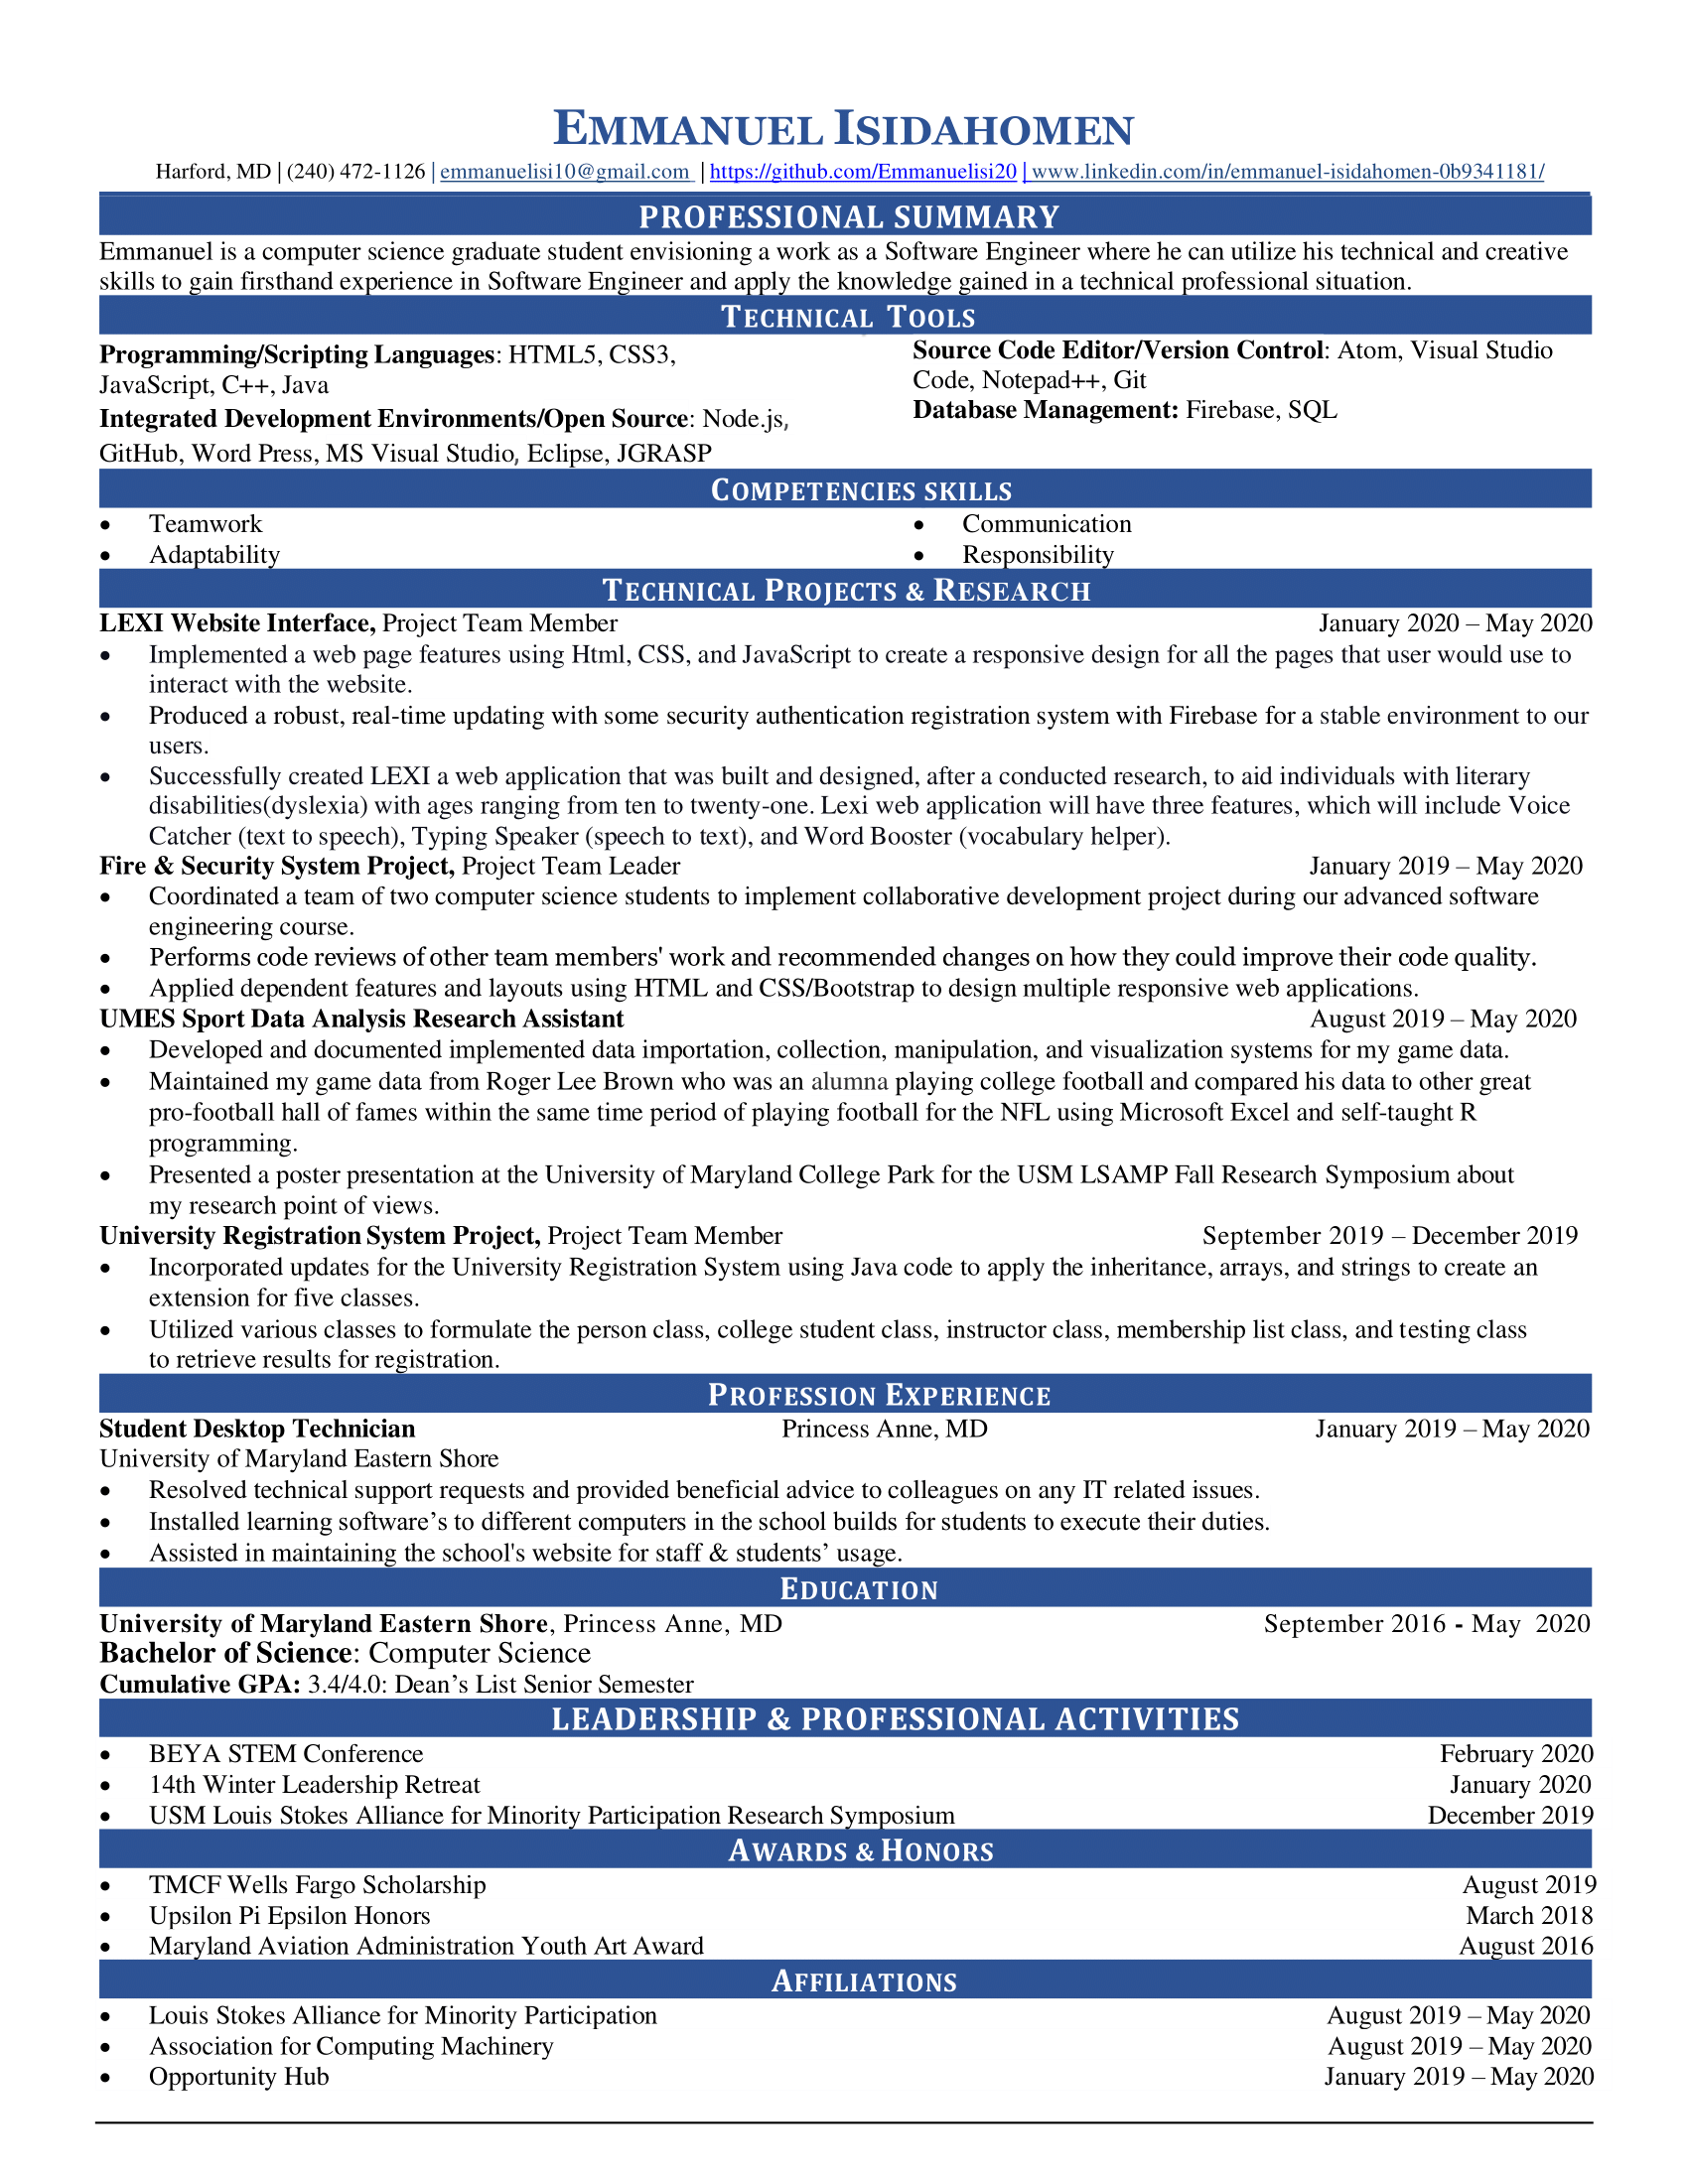 EMMANUEL ISIDAHOMEN
Harford, MD | (240) 472-1126 | emmanuelisi10@gmail.com | https://github.com/Emmanuelisi20 | www.linkedin.com/in/emmanuel-isidahomen-0b9341181/
PROFESSIONAL SUMMARY
Emmanuel is a computer science graduate student envisioning a work as a Software Engineer where he can utilize his technical and creative
skills to gain firsthand experience in Software Engineer and apply the knowledge gained in a technical professional situation.
TECHNICAL TOOLS
Programming/Scripting Languages: HTML5, CSS3,
JavaScript, C++, Java
Integrated Development Environments/Open Source: Node.js,
GitHub, Word Press, MS Visual Studio, Eclipse, JGRASP
Source Code Editor/Version Control: Atom, Visual Studio
Code, Notepad++, Git
Database Management: Firebase, SQL
COMPETENCIES SKILLS
• Teamwork
• Adaptability
• Communication
• Responsibility
TECHNICAL PROJECTS & RESEARCH
LEXI Website Interface, Project Team Member January 2020 – May 2020
• Implemented a web page features using Html, CSS, and JavaScript to create a responsive design for all the pages that user would use to
interact with the website.
• Produced a robust, real-time updating with some security authentication registration system with Firebase for a stable environment to our
users.
• Successfully created LEXI a web application that was built and designed, after a conducted research, to aid individuals with literary
disabilities(dyslexia) with ages ranging from ten to twenty-one. Lexi web application will have three features, which will include Voice
Catcher (text to speech), Typing Speaker (speech to text), and Word Booster (vocabulary helper).
Fire & Security System Project, Project Team Leader January 2019 – May 2020
• Coordinated a team of two computer science students to implement collaborative development project during our advanced software
engineering course.
• Performs code reviews of other team members' work and recommended changes on how they could improve their code quality.
• Applied dependent features and layouts using HTML and CSS/Bootstrap to design multiple responsive web applications.
UMES Sport Data Analysis Research Assistant August 2019 – May 2020
• Developed and documented implemented data importation, collection, manipulation, and visualization systems for my game data.
• Maintained my game data from Roger Lee Brown who was an alumna playing college football and compared his data to other great
pro-football hall of fames within the same time period of playing football for the NFL using Microsoft Excel and self-taught R
programming.
• Presented a poster presentation at the University of Maryland College Park for the USM LSAMP Fall Research Symposium about
my research point of views.
University Registration System Project, Project Team Member September 2019 – December 2019
• Incorporated updates for the University Registration System using Java code to apply the inheritance, arrays, and strings to create an
extension for five classes.
• Utilized various classes to formulate the person class, college student class, instructor class, membership list class, and testing class
to retrieve results for registration.
PROFESSION EXPERIENCE
Student Desktop Technician Princess Anne, MD January 2019 – May 2020
University of Maryland Eastern Shore
• Resolved technical support requests and provided beneficial advice to colleagues on any IT related issues.
• Installed learning software’s to different computers in the school builds for students to execute their duties.
• Assisted in maintaining the school's website for staff & students’ usage.
EDUCATION
University of Maryland Eastern Shore, Princess Anne, MD September 2016 - May 2020
Bachelor of Science: Computer Science
Cumulative GPA: 3.4/4.0: Dean’s List Senior Semester
LEADERSHIP & PROFESSIONAL ACTIVITIES
• BEYA STEM Conference February 2020
• 14th Winter Leadership Retreat January 2020
• USM Louis Stokes Alliance for Minority Participation Research Symposium December 2019
AWARDS & HONORS
• TMCF Wells Fargo Scholarship August 2019
• Upsilon Pi Epsilon Honors March 2018
• Maryland Aviation Administration Youth Art Award August 2016
AFFILIATIONS
• Louis Stokes Alliance for Minority Participation August 2019 – May 2020
• Association for Computing Machinery August 2019 – May 2020
• Opportunity Hub January 2019 – May 2020